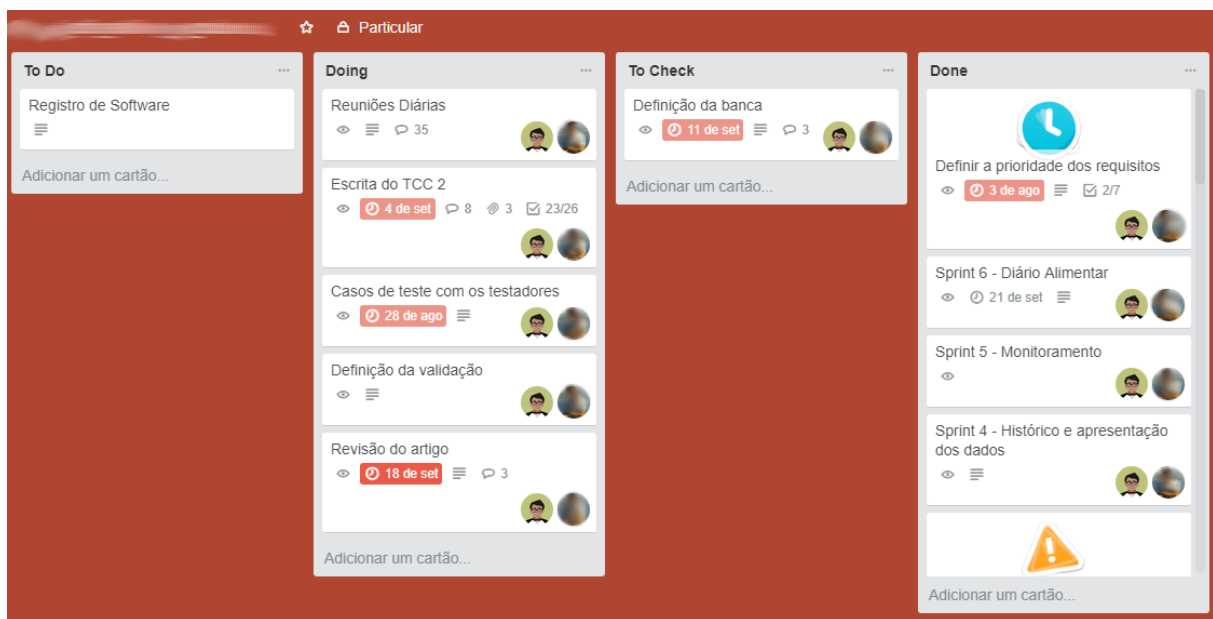 Particular
To Do
Registro de Software
Adicionar um cartão...
Doing
Reuniões Diárias
35
Escrita do TCC 2
4 de set 8 3 23/26
Casos de teste com os testadores
28 de ago
Definição da validação
Revisão do artigo
18 de set 3
Adicionar um cartão...
To Check
Definição da banca
11 de set 3
Adicionar um cartão...
Done
Definir a prioridade dos requisitos
3 de ago 2/7
Sprint 6 - Diário Alimentar
21 de set
Sprint 5 - Monitoramento
Sprint 4 - Histórico e apresentação
dos dados
Adicionar um cartão...